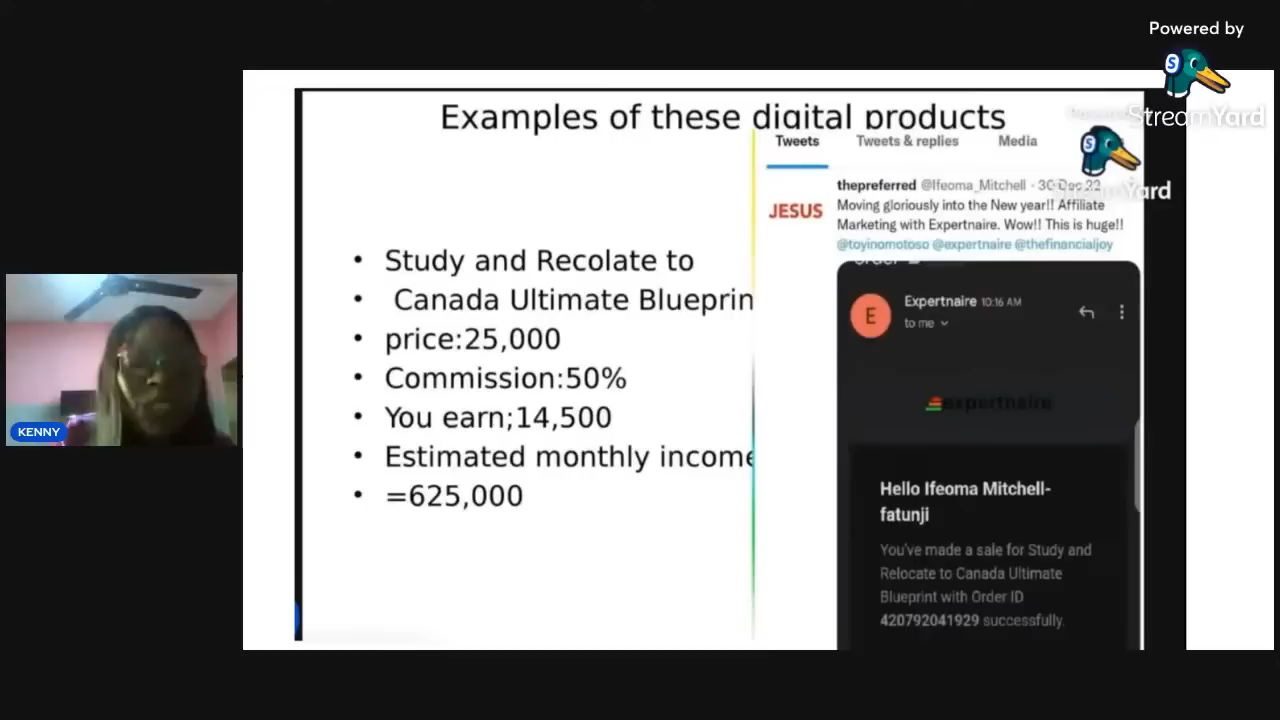 Powered by
StreamYard
Examples of these digital products
Tweets Tweets & replies Media
thepreferred @Ifeoma_Mitchell · 30 Dec 22
Moving gloriously into the New year!! Affiliate
Marketing with Expertnaire. Wow!! This is huge!!
@toyinomotoso @expertnaire @thefinancialjoy
JESUS
• Study and Recolate to
• Canada Ultimate Blueprin
• price:25,000
• Commission:50%
• You earn;14,500
• Estimated monthly income
• =625,000
E
Expertnaire 10:16 AM
to me
expertnaire
Hello Ifeoma Mitchell-
fatunji
You've made a sale for Study and
Relocate to Canada Ultimate
Blueprint with Order ID
420792041929 successfully.
KENNY